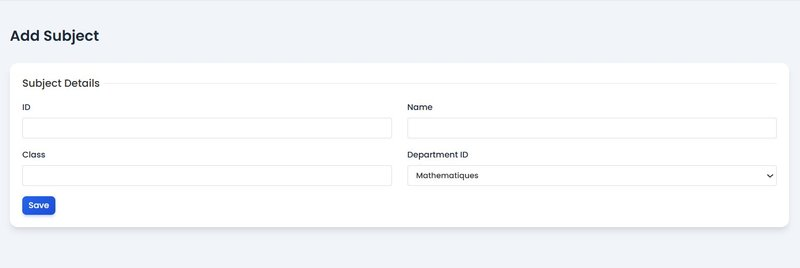 Add Subject
Subject Details
ID
Name
Class
Department ID
Mathematiques
Save